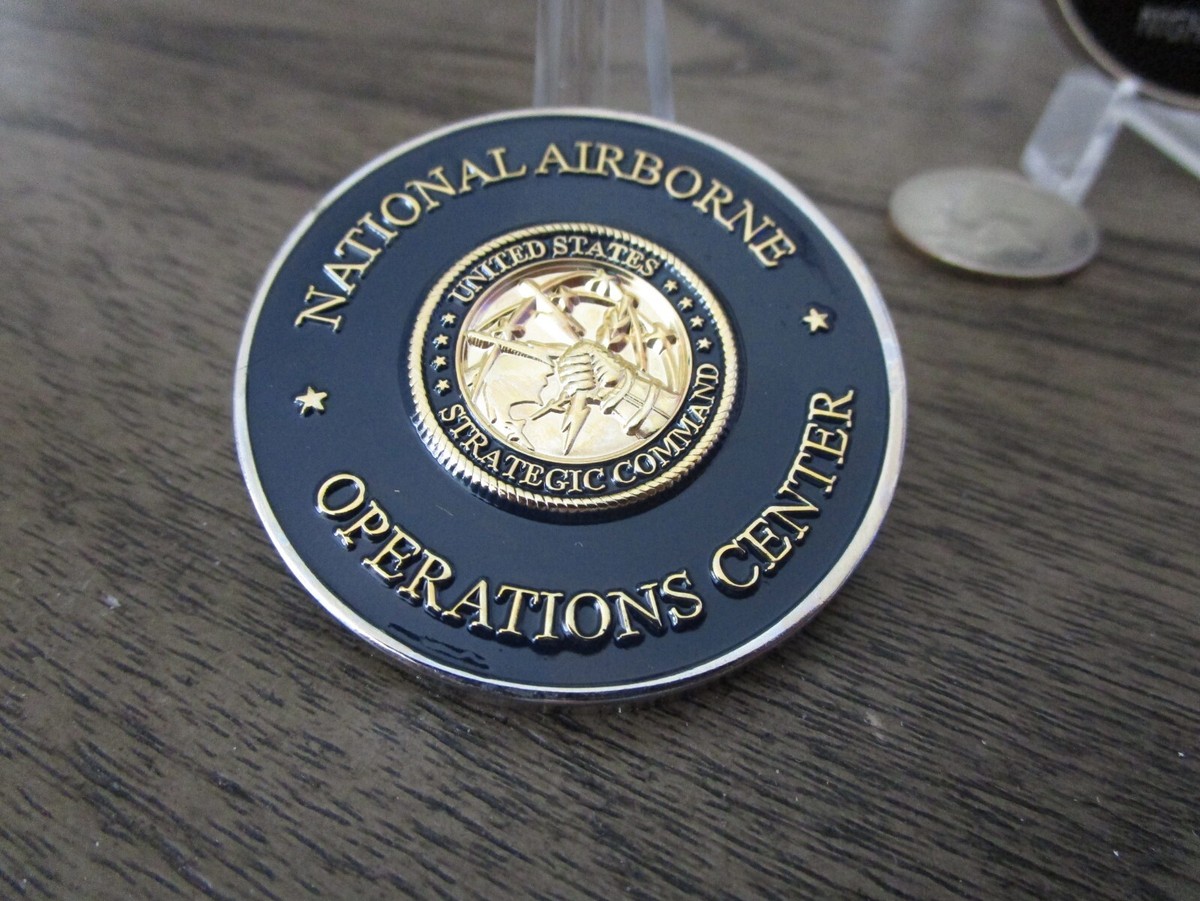 NATIONAL AIRBORNE
UNITED STATES
STRATEGIC COMMAND
OPERATIONS CENTER